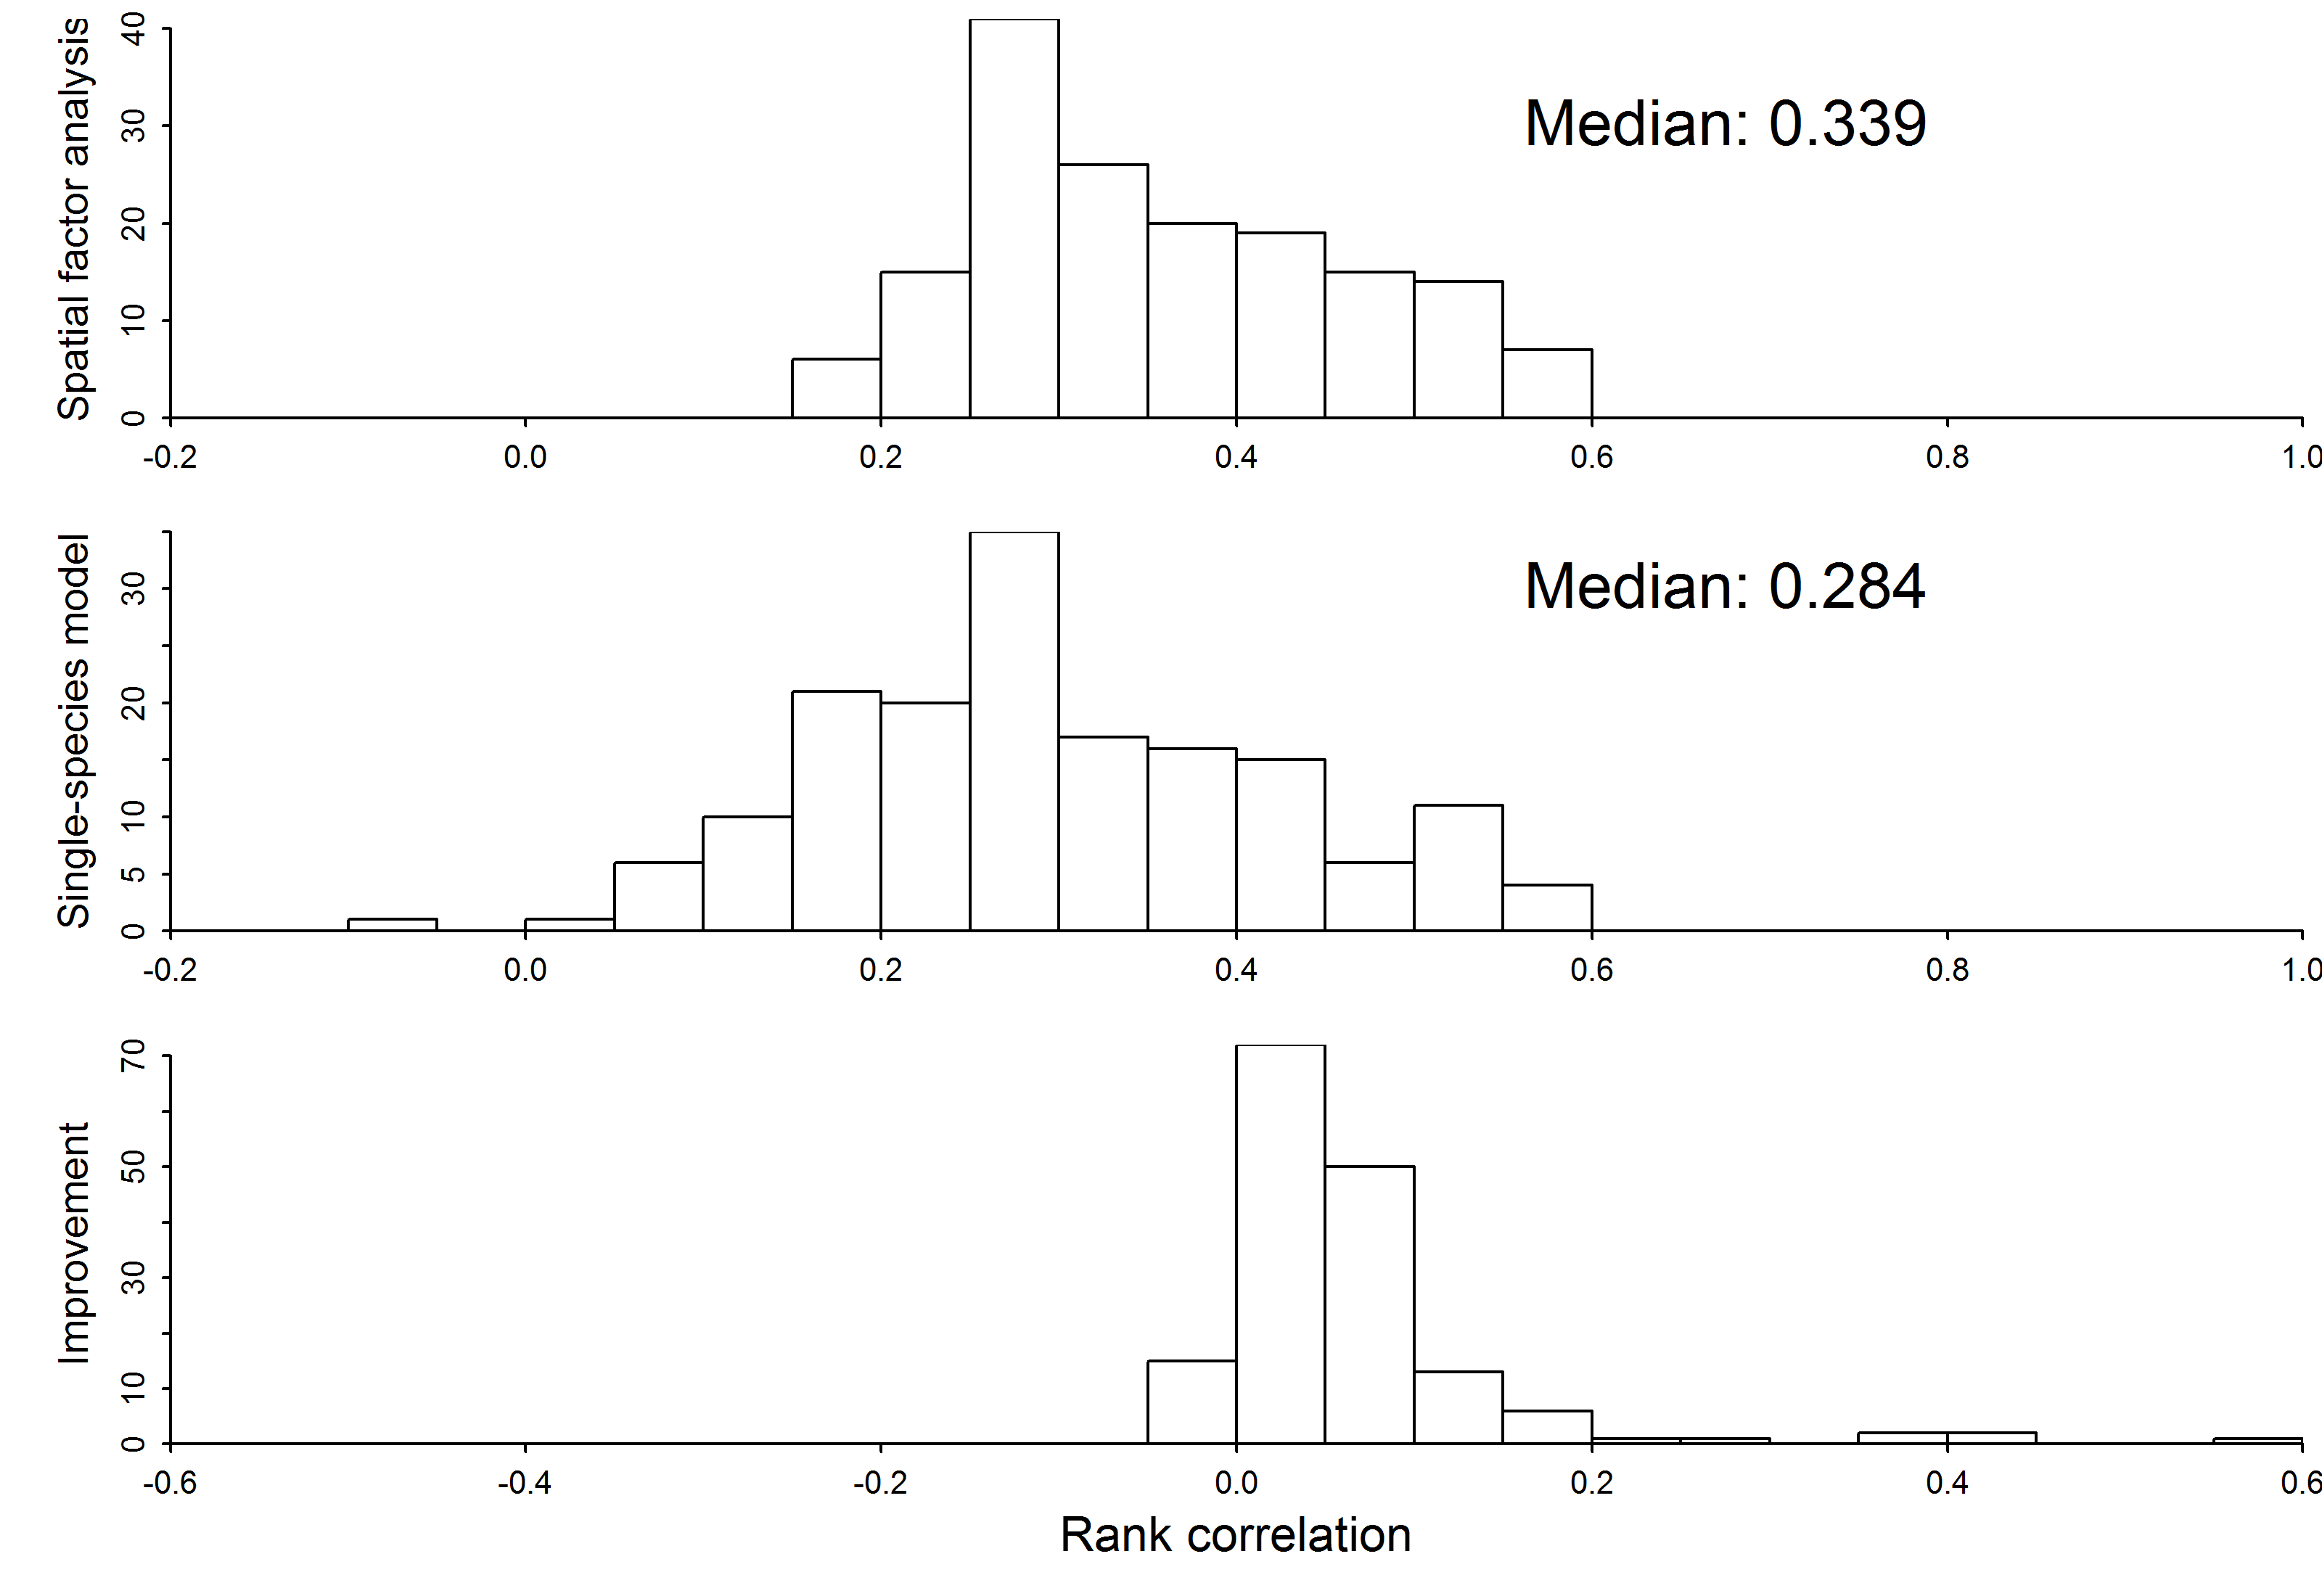 Spatial factor analysis
40
30
20
10
0
Median: 0.339
-0.2 0.0 0.2 0.4 0.6 0.8 1.0
Single-species model
30
20
10
5
0
Median: 0.284
-0.2 0.0 0.2 0.4 0.6 0.8 1.0
Improvement
70
50
30
10
0
-0.6 -0.4 -0.2 0.0 0.2 0.4 0.6
Rank correlation